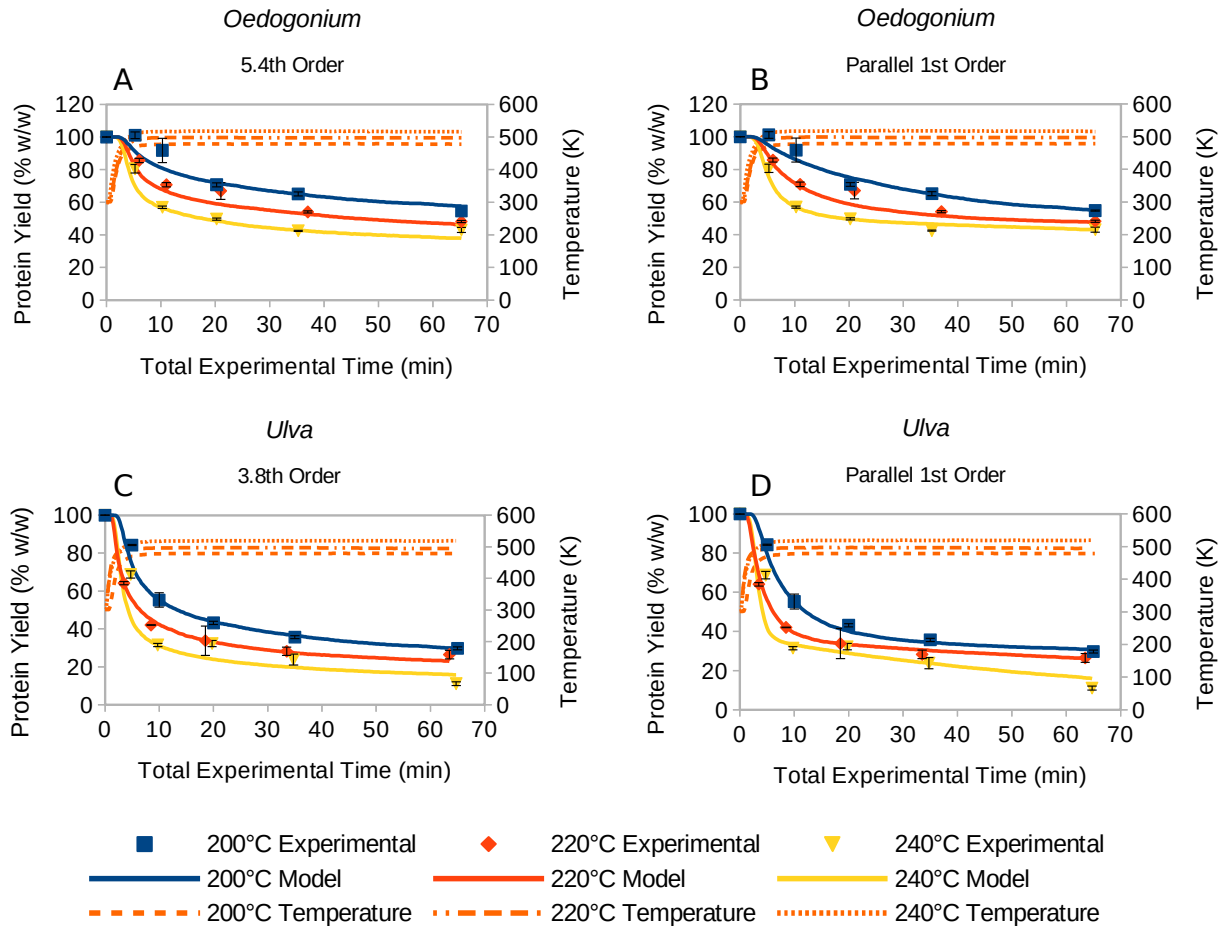 Oedogonium
5.4th Order
A
Protein Yield (% w/w)
120
100
80
60
40
20
0
600
500
400
300
200
100
0
Temperature (K)
0 10 20 30 40 50 60 70
Total Experimental Time (min)
Oedogonium
Parallel 1st Order
B
Protein Yield (% w/w)
120
100
80
60
40
20
0
600
500
400
300
200
100
0
Temperature (K)
0 10 20 30 40 50 60 70
Total Experimental Time (min)
Ulva
3.8th Order
C
Protein Yield (% w/w)
100
80
60
40
20
0
600
500
400
300
200
100
0
Temperature (K)
0 10 20 30 40 50 60 70
Total Experimental Time (min)
Ulva
Parallel 1st Order
D
Protein Yield (% w/w)
100
80
60
40
20
0
600
500
400
300
200
100
0
Temperature (K)
0 10 20 30 40 50 60 70
Total Experimental Time (min)
200°C Experimental 220°C Experimental 240°C Experimental
200°C Model 220°C Model 240°C Model
200°C Temperature 220°C Temperature 240°C Temperature